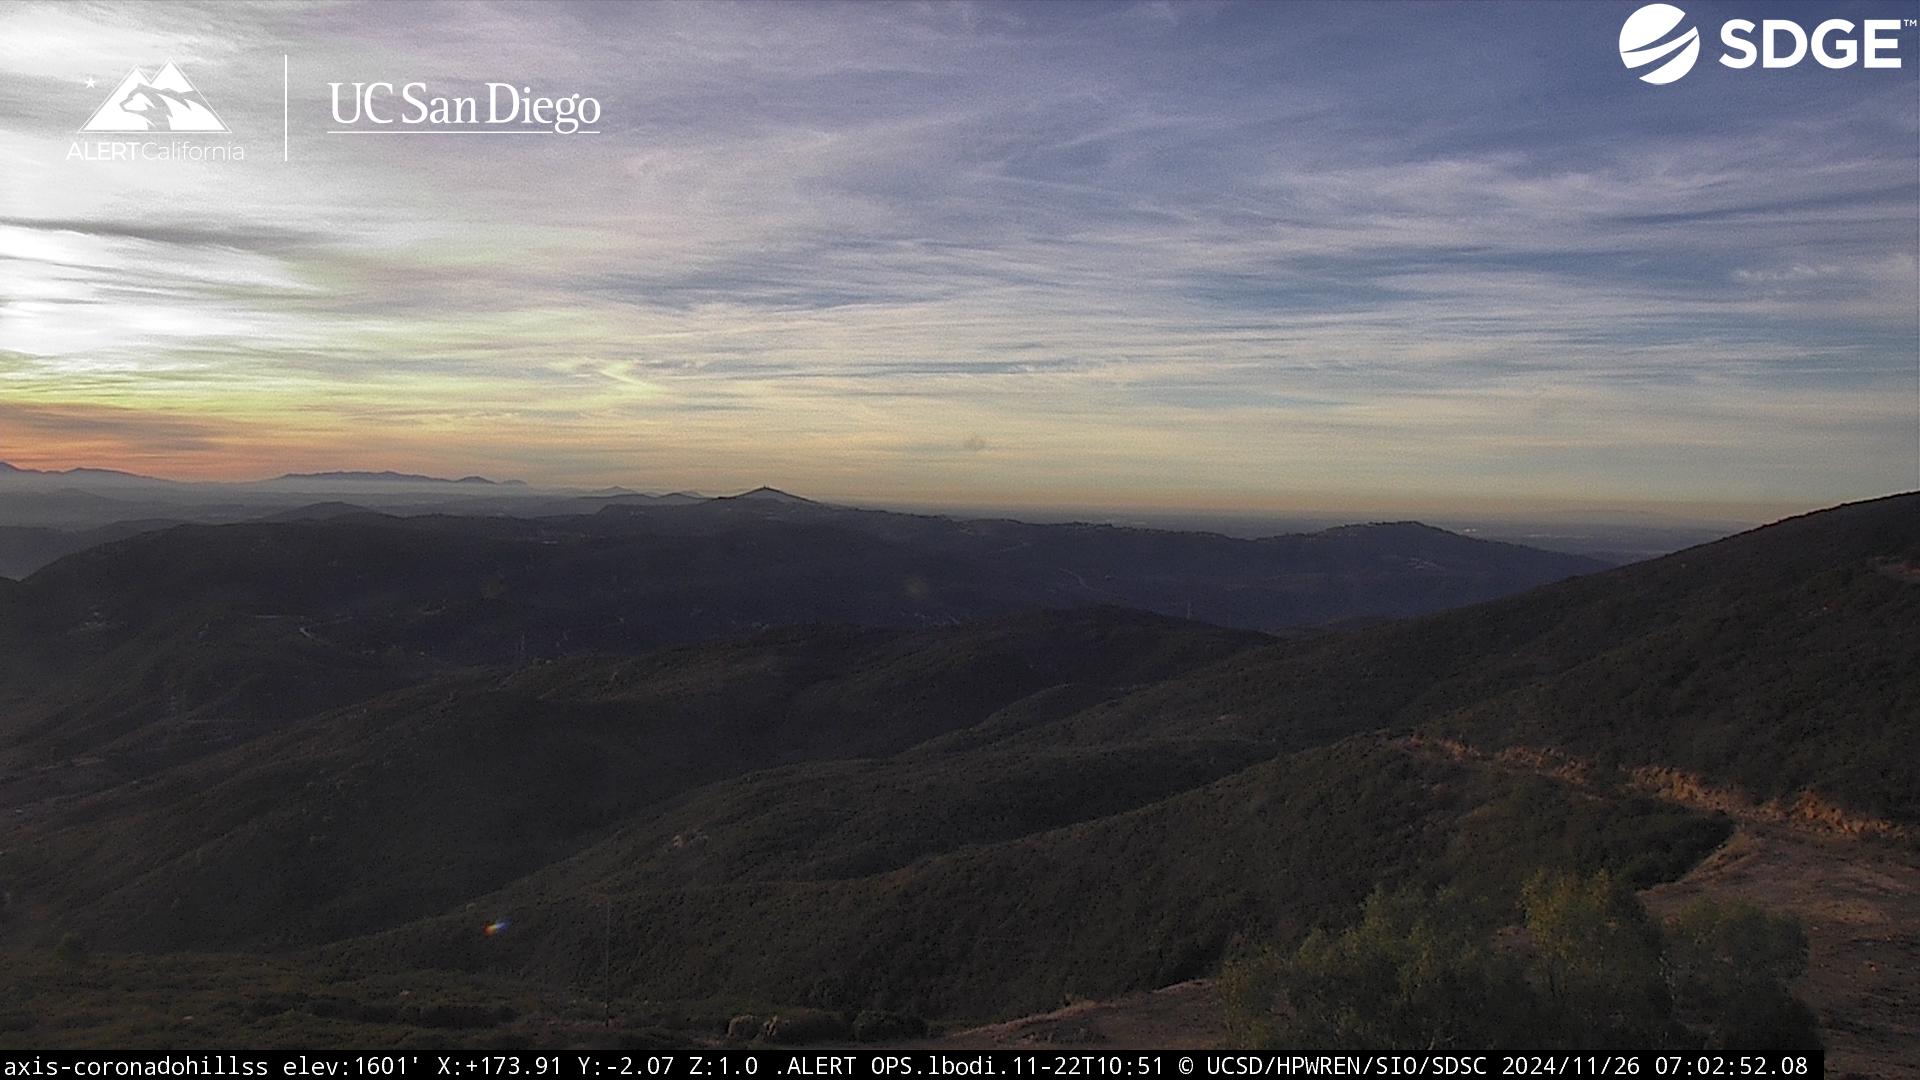 ALERTCalifornia
UC San Diego
SDGE™
axis-coronadohillss elev:1601' X:+173.91 Y:-2.07 Z:1.0 .ALERT OPS.lbodi.11-22T10:51 © UCSD/HPWREN/SIO/SDSC 2024/11/26 07:02:52.08